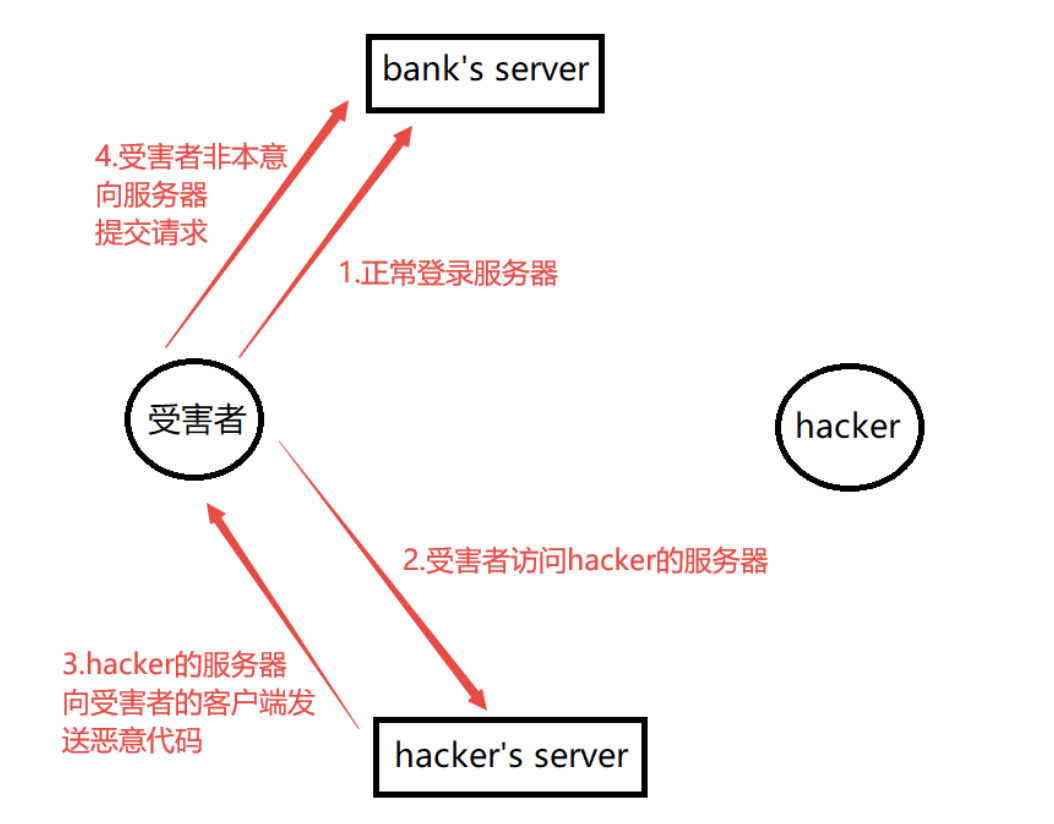 bank's server
4.受害者非本意
向服务器
提交请求
1.正常登录服务器
受害者
hacker
2.受害者访问hacker的服务器
3.hacker的服务器
向受害者的客户端发
送恶意代码
hacker's server